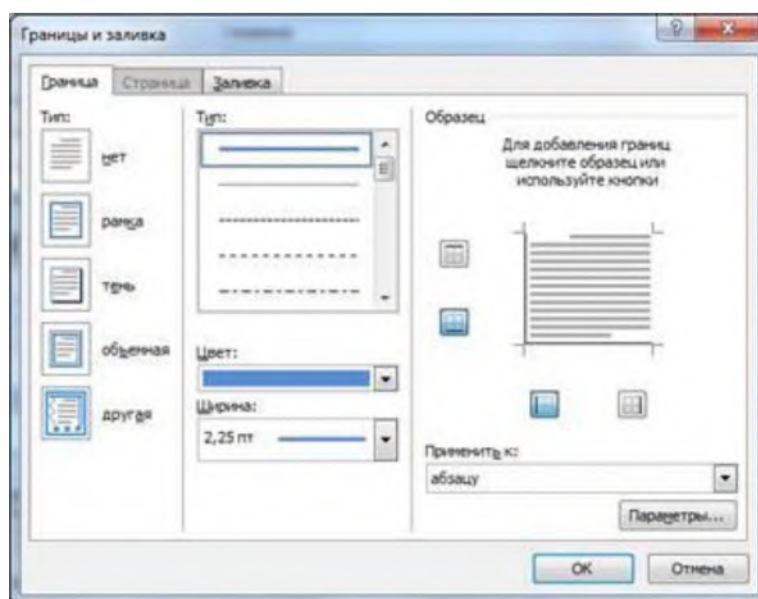 Границы и заливка
Граница
Страница
Заливка
Тип:
нет
рамка
тень
объемная
другая
Тип:
Цвет:
Ширина:
2,25 пт
Образец
Для добавления границ
щелкните образец или
используйте кнопки
Применить к:
абзацу
Параметры...
ОК
Отмена